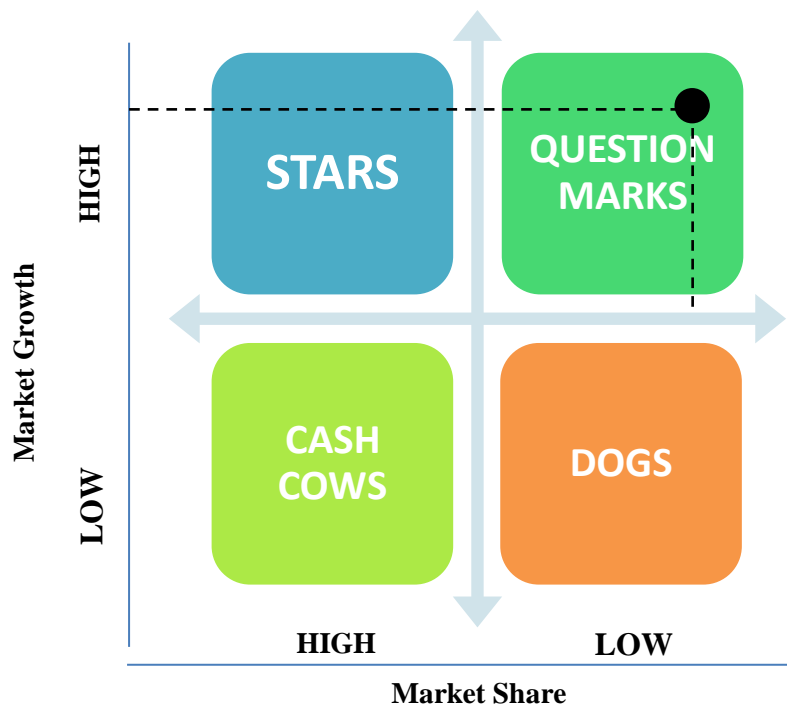 HIGH
STARS
QUESTION
MARKS
Market Growth
LOW
CASH
COWS
DOGS
HIGH
LOW
Market Share